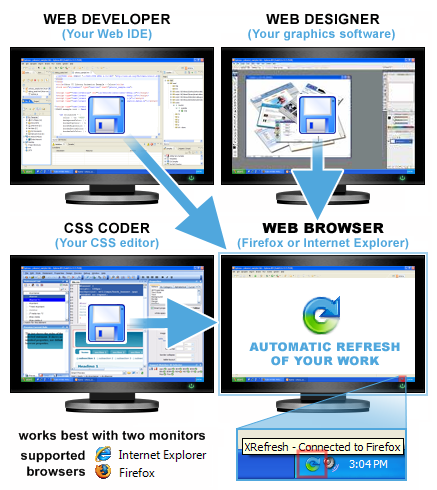 WEB DEVELOPER
(Your Web IDE)
WEB DESIGNER
(Your graphics software)
CSS CODER
(Your CSS editor)
WEB BROWSER
(Firefox or Internet Explorer)
AUTOMATIC REFRESH
OF YOUR WORK
works best with two monitors
supported
browsers
Internet Explorer
Firefox
XRefresh - Connected to Firefox
3:04 PM